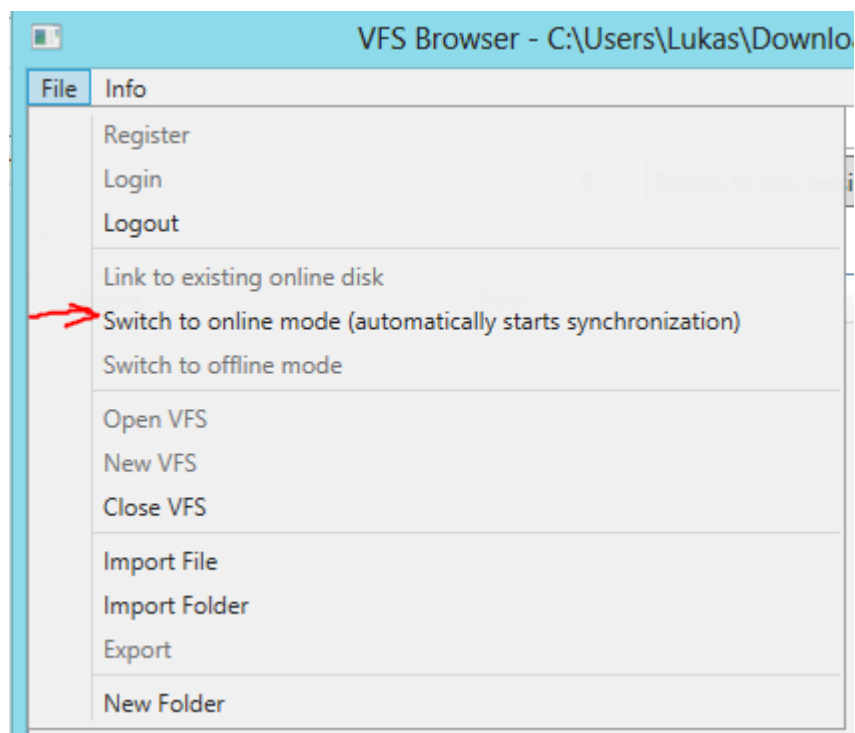 VFS Browser - C:\Users\Lukas\Downlo
File Info
Register
Login
Logout
Link to existing online disk
Switch to online mode (automatically starts synchronization)
Switch to offline mode
Open VFS
New VFS
Close VFS
Import File
Import Folder
Export
New Folder